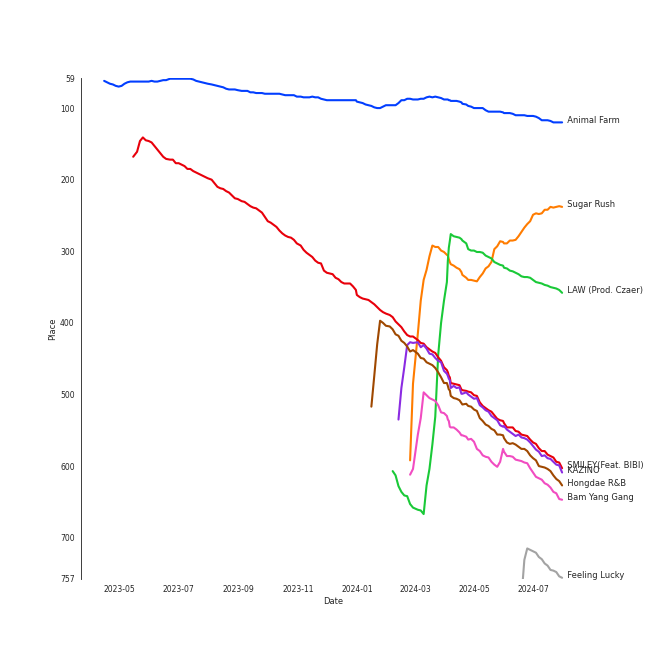 59
100
Animal Farm
200
Sugar Rush
300
LAW (Prod. Czaer)
400
Place
500
SMILEY(Feat. BIBI)
KAZINO
600
Hongdae R&B
Bam Yang Gang
700
757
Feeling Lucky
2023-05 2023-07 2023-09 2023-11 2024-01 2024-03 2024-05 2024-07
Date